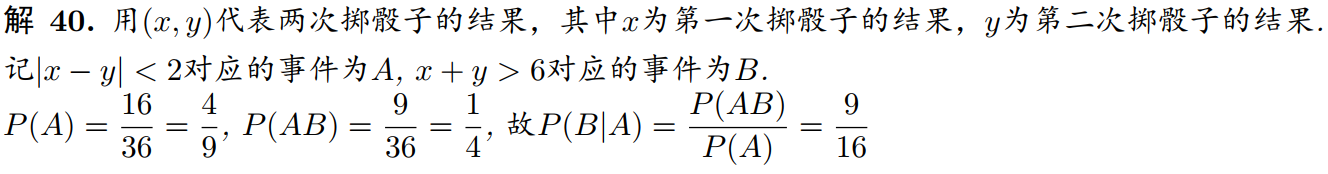 解 40. 用(x, y)代表两次掷骰子的结果，其中x为第一次掷骰子的结果，y为第二次掷骰子的结果.
记|x − y| < 2对应的事件为A, x + y > 6对应的事件为B.
P(A) = 16/36 = 4/9, P(AB) = 9/36 = 1/4, 故P(B|A) = P(AB)/P(A) = 9/16